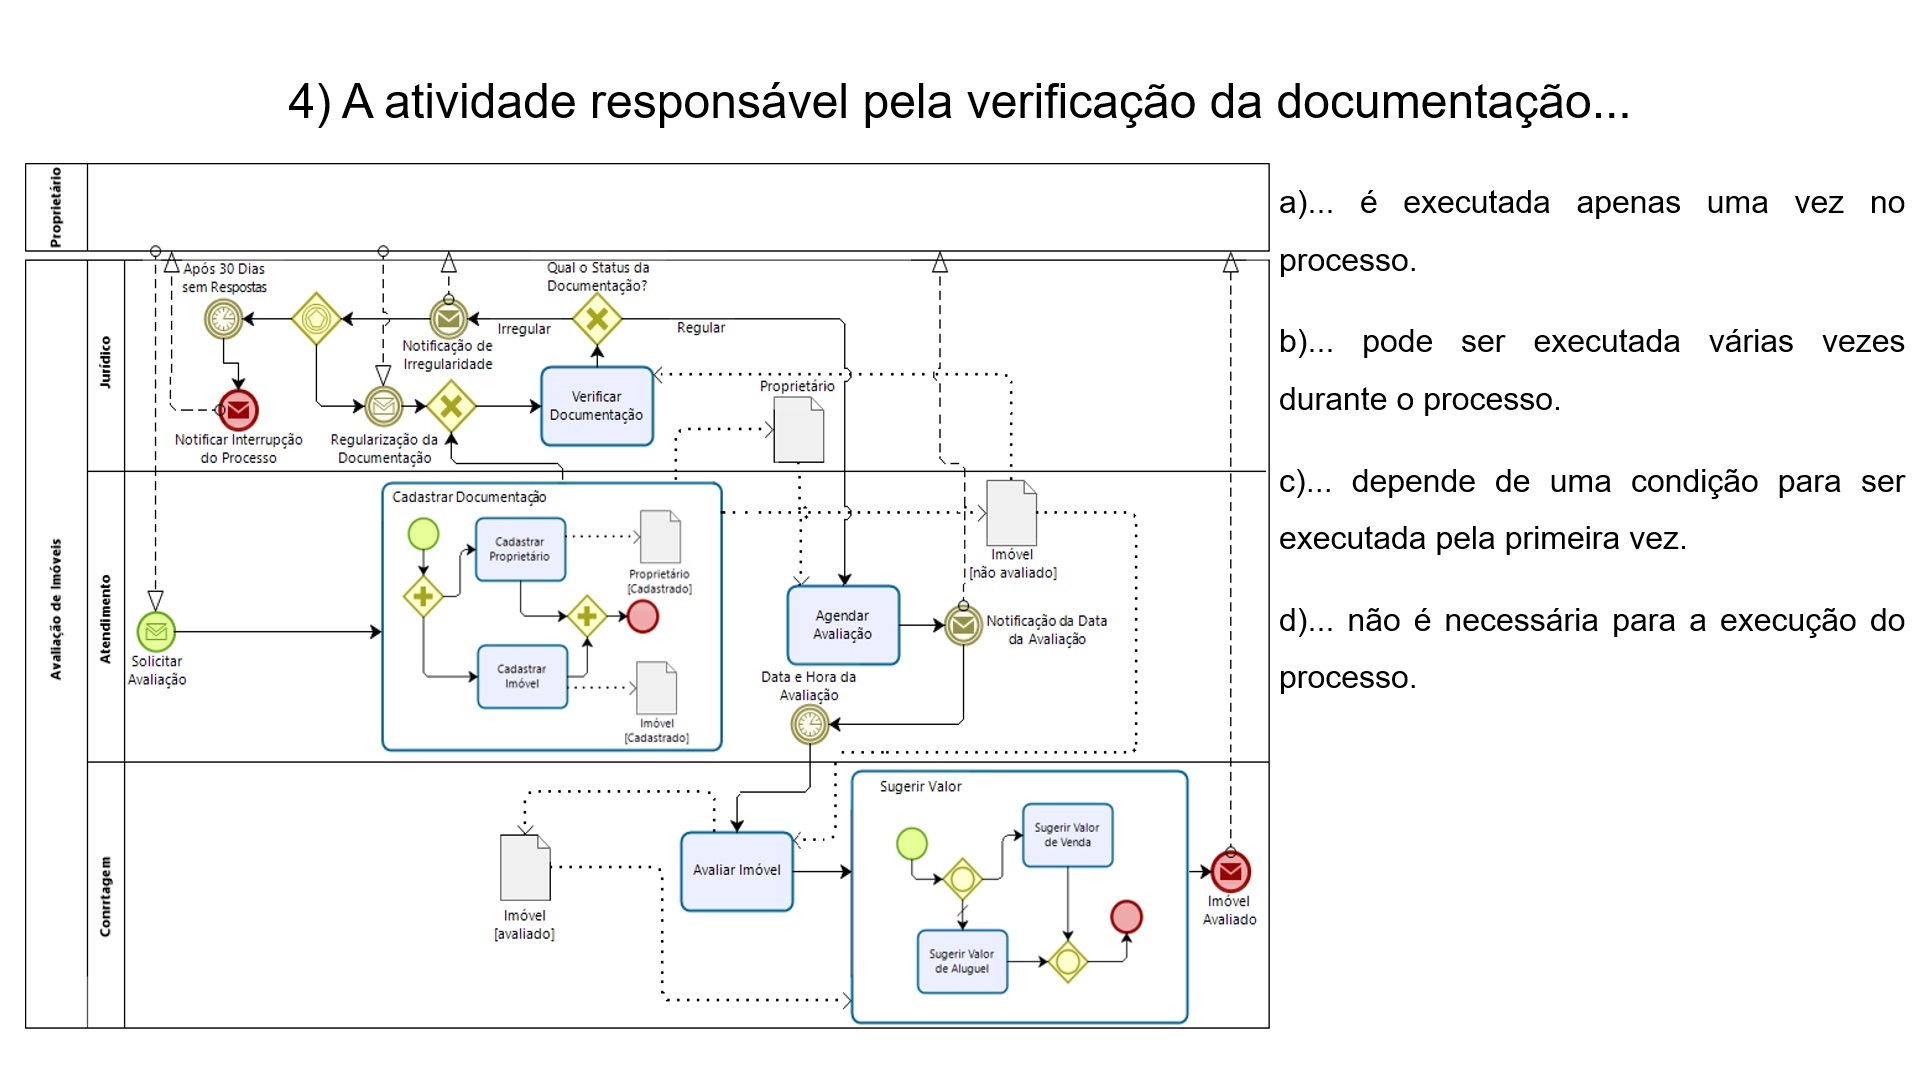 4) A atividade responsável pela verificação da documentação...
Proprietário
Avaliação de Imóveis
Jurídico
Após 30 Dias
sem Respostas
Qual o Status da
Documentação?
Irregular
Regular
Notificação de
Irregularidade
Verificar
Documentação
Proprietário
Notificar Interrupção
do Processo
Regularização da
Documentação
Atendimento
Cadastrar Documentação
Cadastrar
Proprietário
Proprietário
[Cadastrado]
Imóvel
[não avaliado]
Agendar
Avaliação
Notificação da Data
da Avaliação
Solicitar
Avaliação
Cadastrar
Imóvel
Imóvel
[Cadastrado]
Data e Hora da
Avaliação
Conrtagem
Sugerir Valor
Sugerir Valor
de Venda
Avaliar Imóvel
Imóvel
[avaliado]
Sugerir Valor
de Aluguel
Imóvel
Avaliado
a)... é executada apenas uma vez no
processo.
b)... pode ser executada várias vezes
durante o processo.
c)... depende de uma condição para ser
executada pela primeira vez.
d)... não é necessária para a execução do
processo.